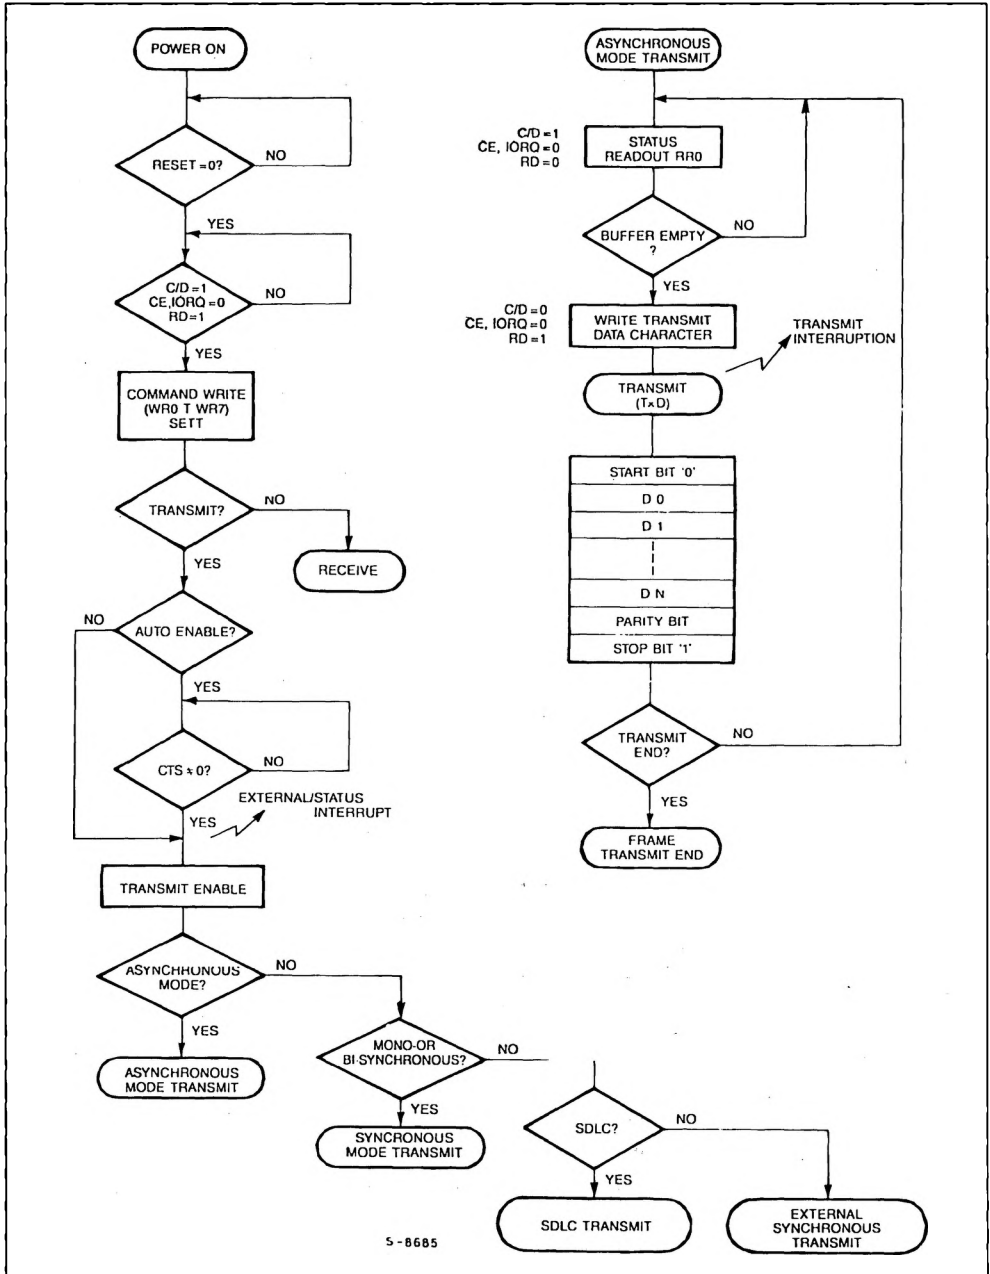 POWER ON
RESET =0?
NO
YES
C/D =1
CE, IORQ =0
RD=1
NO
YES
COMMAND WRITE
(WR0 T WR7)
SETT
TRANSMIT?
NO
RECEIVE
YES
AUTO ENABLE?
NO
YES
CTS = 0?
NO
YES
EXTERNAL/STATUS
INTERRUPT
TRANSMIT ENABLE
ASYNCHRONOUS
MODE?
NO
YES
ASYNCHRONOUS
MODE TRANSMIT
MONO-OR
BI-SYNCHRONOUS?
NO
YES
SYNCRONOUS
MODE TRANSMIT
SDLC?
NO
YES
SDLC TRANSMIT
EXTERNAL
SYNCHRONOUS
TRANSMIT
ASYNCHRONOUS
MODE TRANSMIT
C/D =1
CE, IORQ =0
RD =0
STATUS
READOUT RR0
BUFFER EMPTY
?
NO
YES
C/D =0
CE, IORQ =0
RD =1
WRITE TRANSMIT
DATA CHARACTER
TRANSMIT
INTERRUPTION
TRANSMIT
(TxD)
START BIT '0'
D 0
D 1
D N
PARITY BIT
STOP BIT '1'
TRANSMIT
END?
NO
YES
FRAME
TRANSMIT END
S-8685